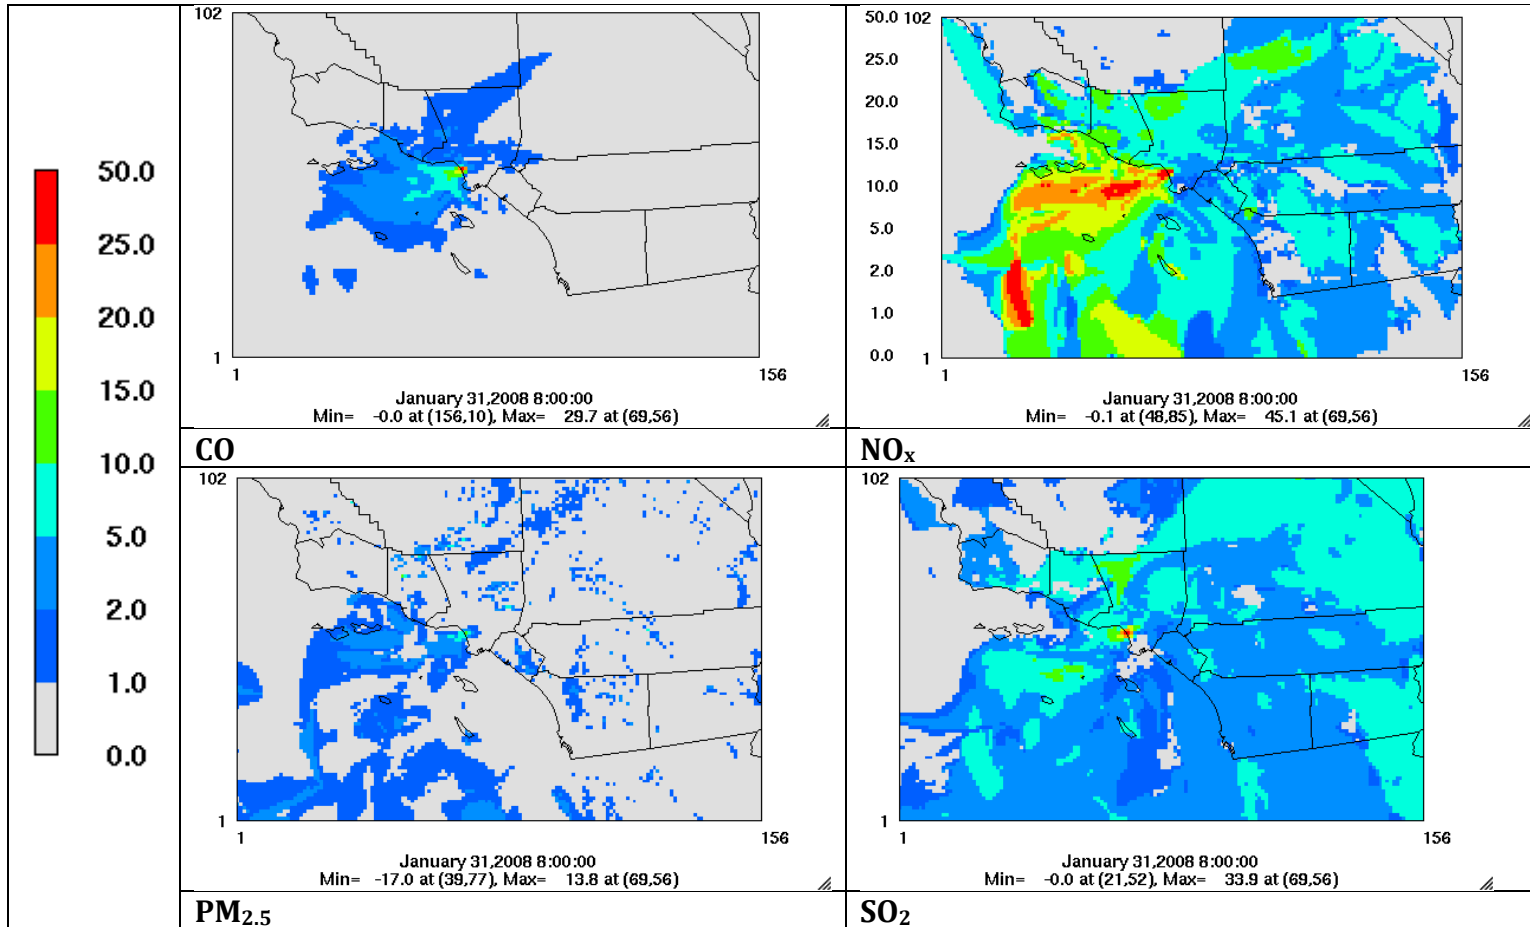 50.0
25.0
20.0
15.0
10.0
5.0
2.0
1.0
0.0
102
1
1
156
January 31,2008 8:00:00
Min= -0.0 at (156,10), Max= 29.7 at (69,56)
CO
50.0
25.0
20.0
15.0
10.0
5.0
2.0
1.0
0.0
102
1
1
156
January 31,2008 8:00:00
Min= -0.1 at (48,85), Max= 45.1 at (69,56)
NOx
102
1
1
156
January 31,2008 8:00:00
Min= -17.0 at (39,77), Max= 13.8 at (69,56)
PM2.5
102
1
1
156
January 31,2008 8:00:00
Min= -0.0 at (21,52), Max= 33.9 at (69,56)
SO2